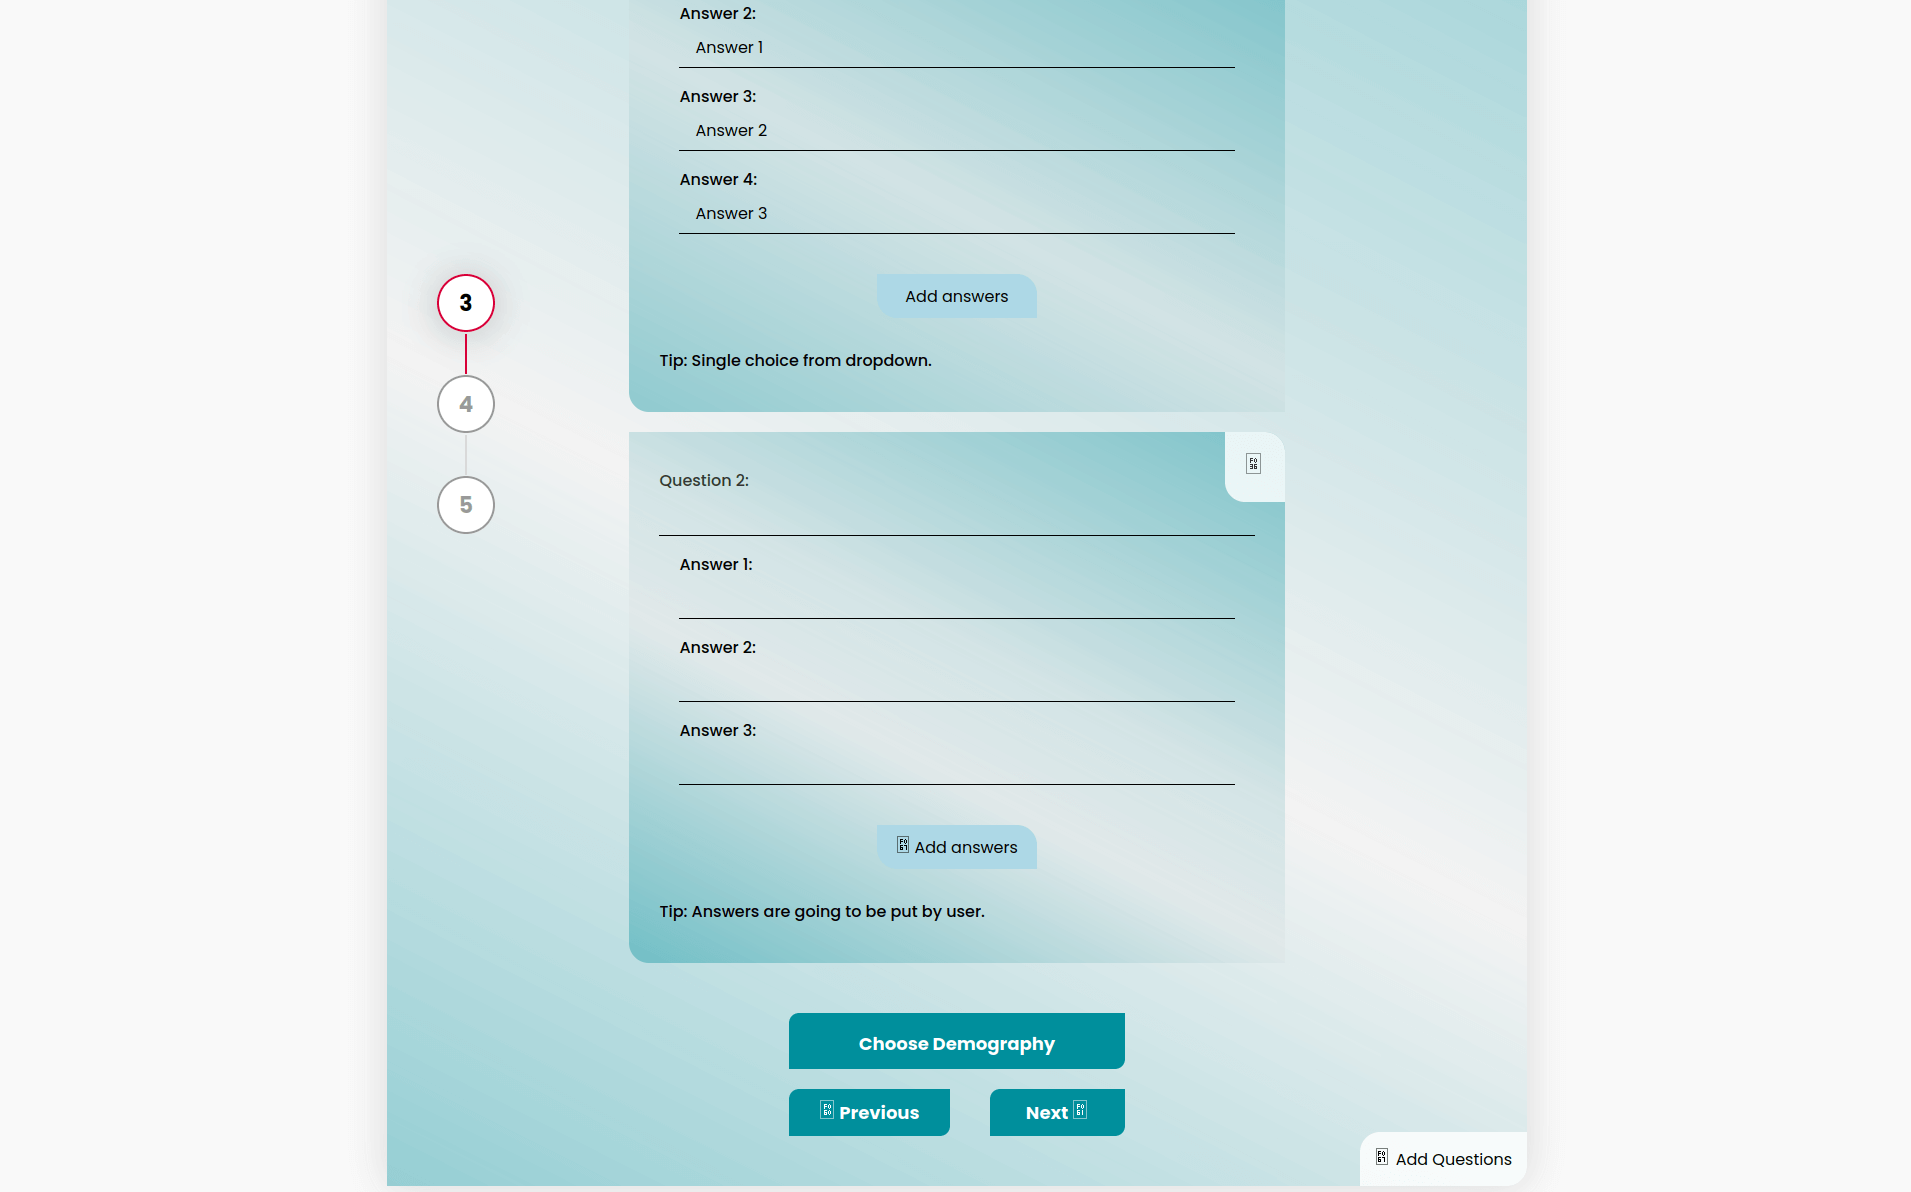 Answer 2:
Answer 1
Answer 3:
Answer 2
Answer 4:
Answer 3
Add answers
Tip: Single choice from dropdown.
3
4
5
Question 2:
Answer 1:
Answer 2:
Answer 3:
Add answers
Tip: Answers are going to be put by user.
Choose Demography
Previous
Next
Add Questions